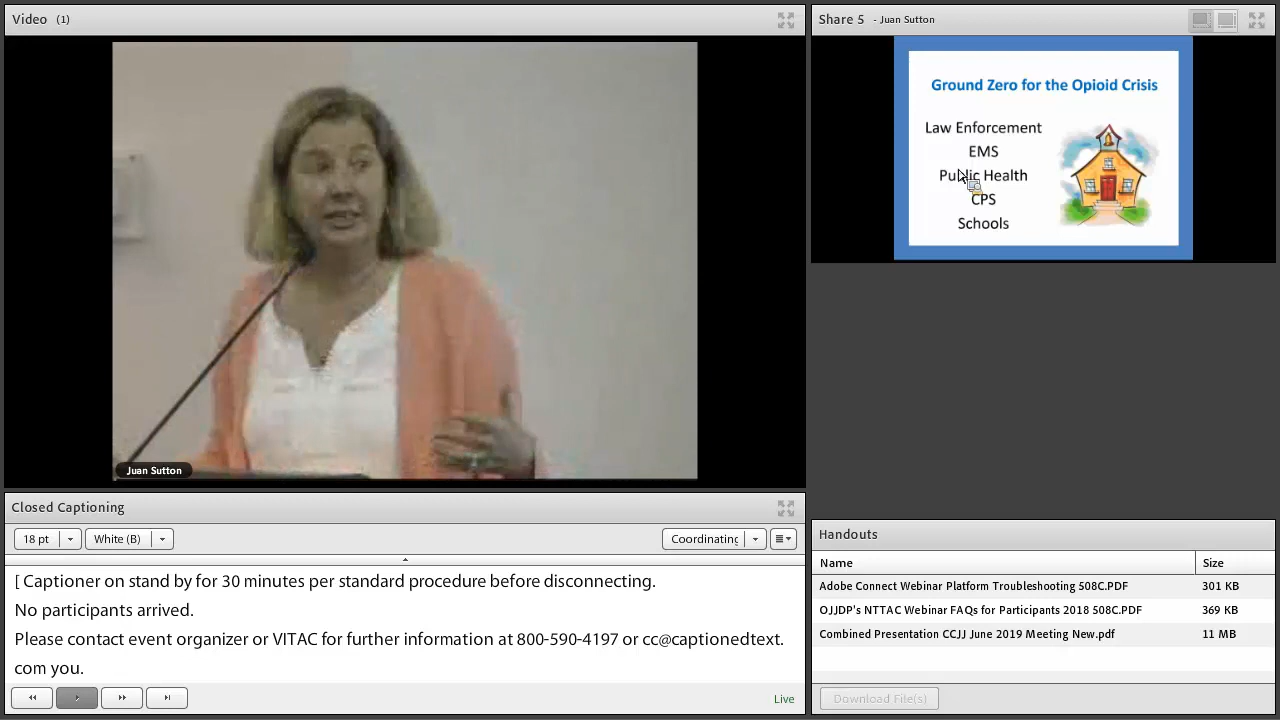 Video (1)
Juan Sutton
Share 5 - Juan Sutton
Ground Zero for the Opioid Crisis
Law Enforcement
EMS
Public Health
CPS
Schools
Closed Captioning
18 pt
White (B)
Coordinating
[ Captioner on stand by for 30 minutes per standard procedure before disconnecting.
No participants arrived.
Please contact event organizer or VITAC for further information at 800-590-4197 or cc@captionedtext.
com you.
Live
Handouts
Name Size
Adobe Connect Webinar Platform Troubleshooting 508C.PDF 301 KB
OJJDP's NTTAC Webinar FAQs for Participants 2018 508C.PDF 369 KB
Combined Presentation CCJJ June 2019 Meeting New.pdf 11 MB
Download File(s)